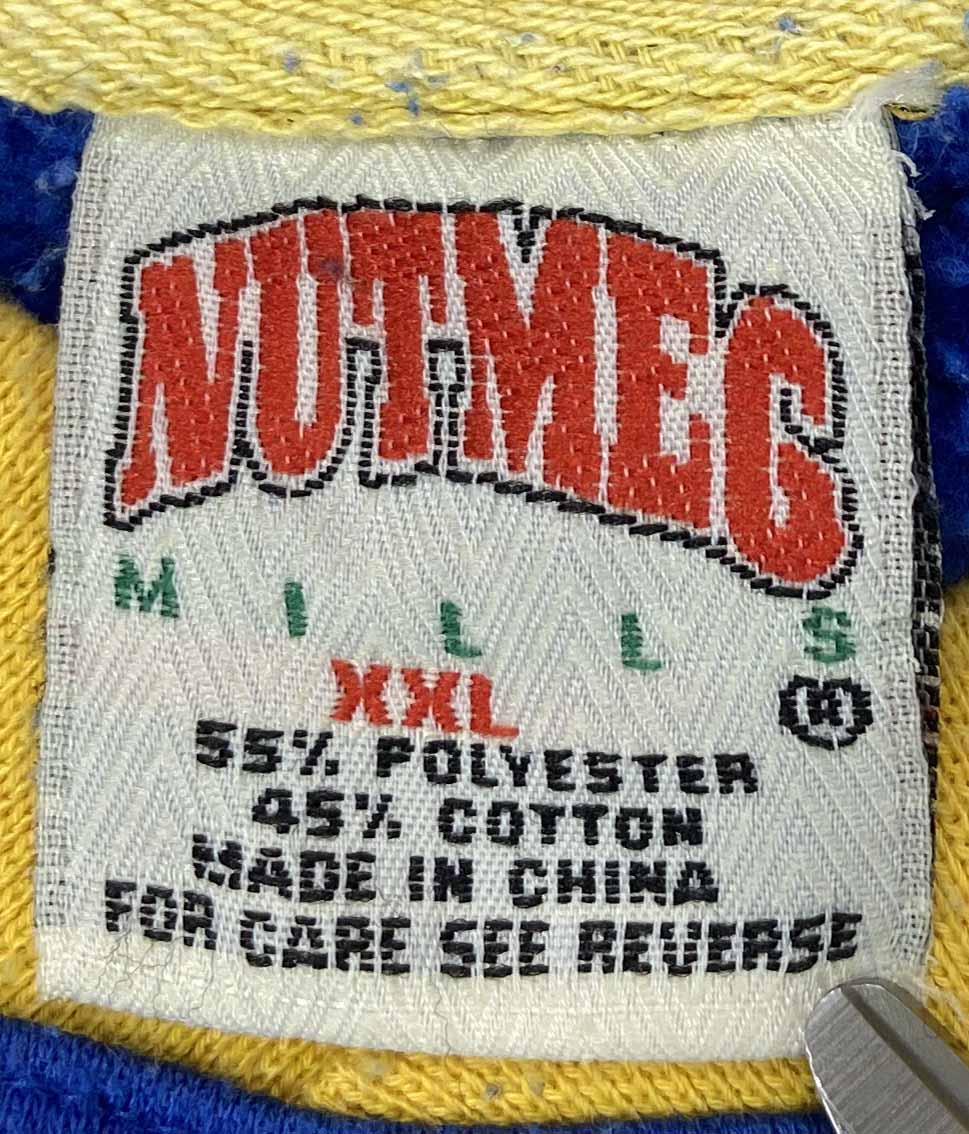 NUTMEG
MILLS
®
XXL
55% POLYESTER
45% COTTON
MADE IN CHINA
FOR CARE SEE REVERSE